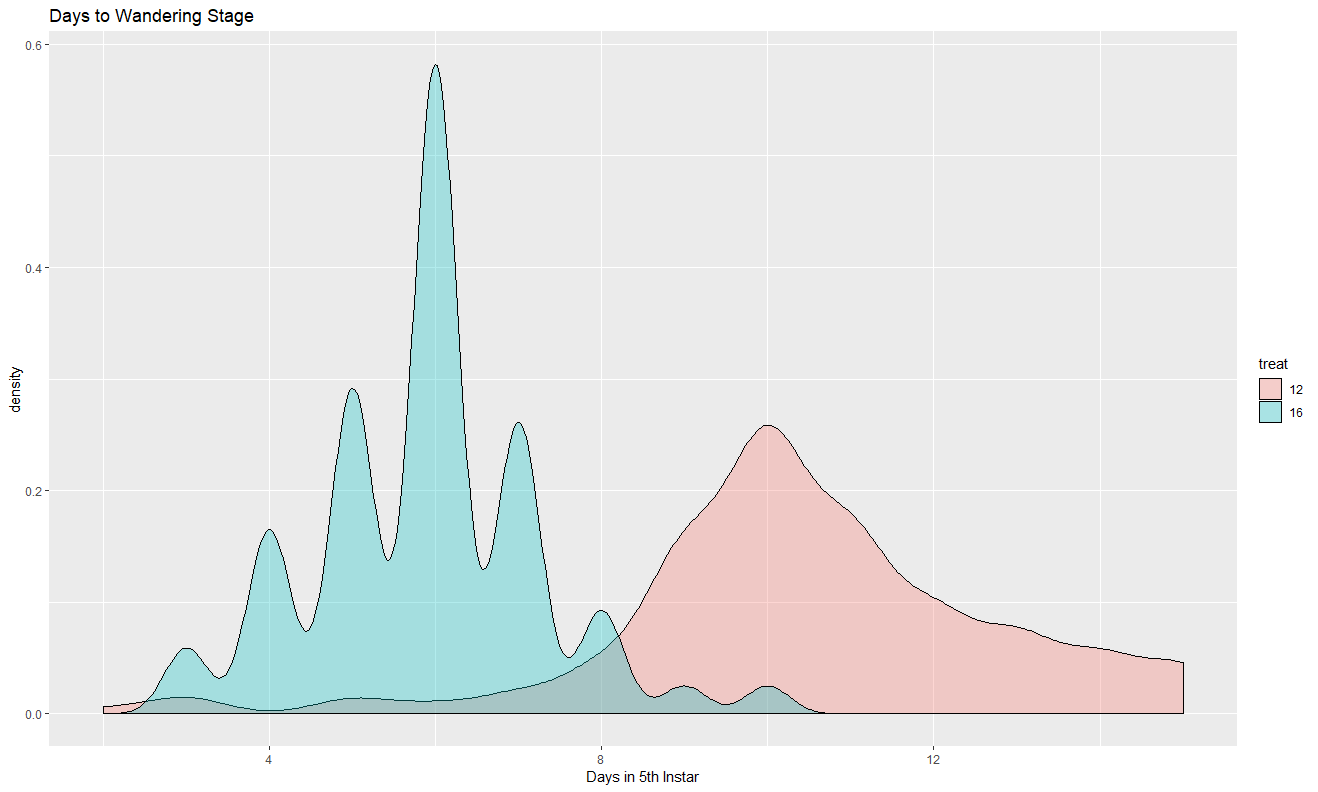 Days to Wandering Stage
0.6
0.4
0.2
0.0
density
4
8
12
Days in 5th Instar
treat
12
16